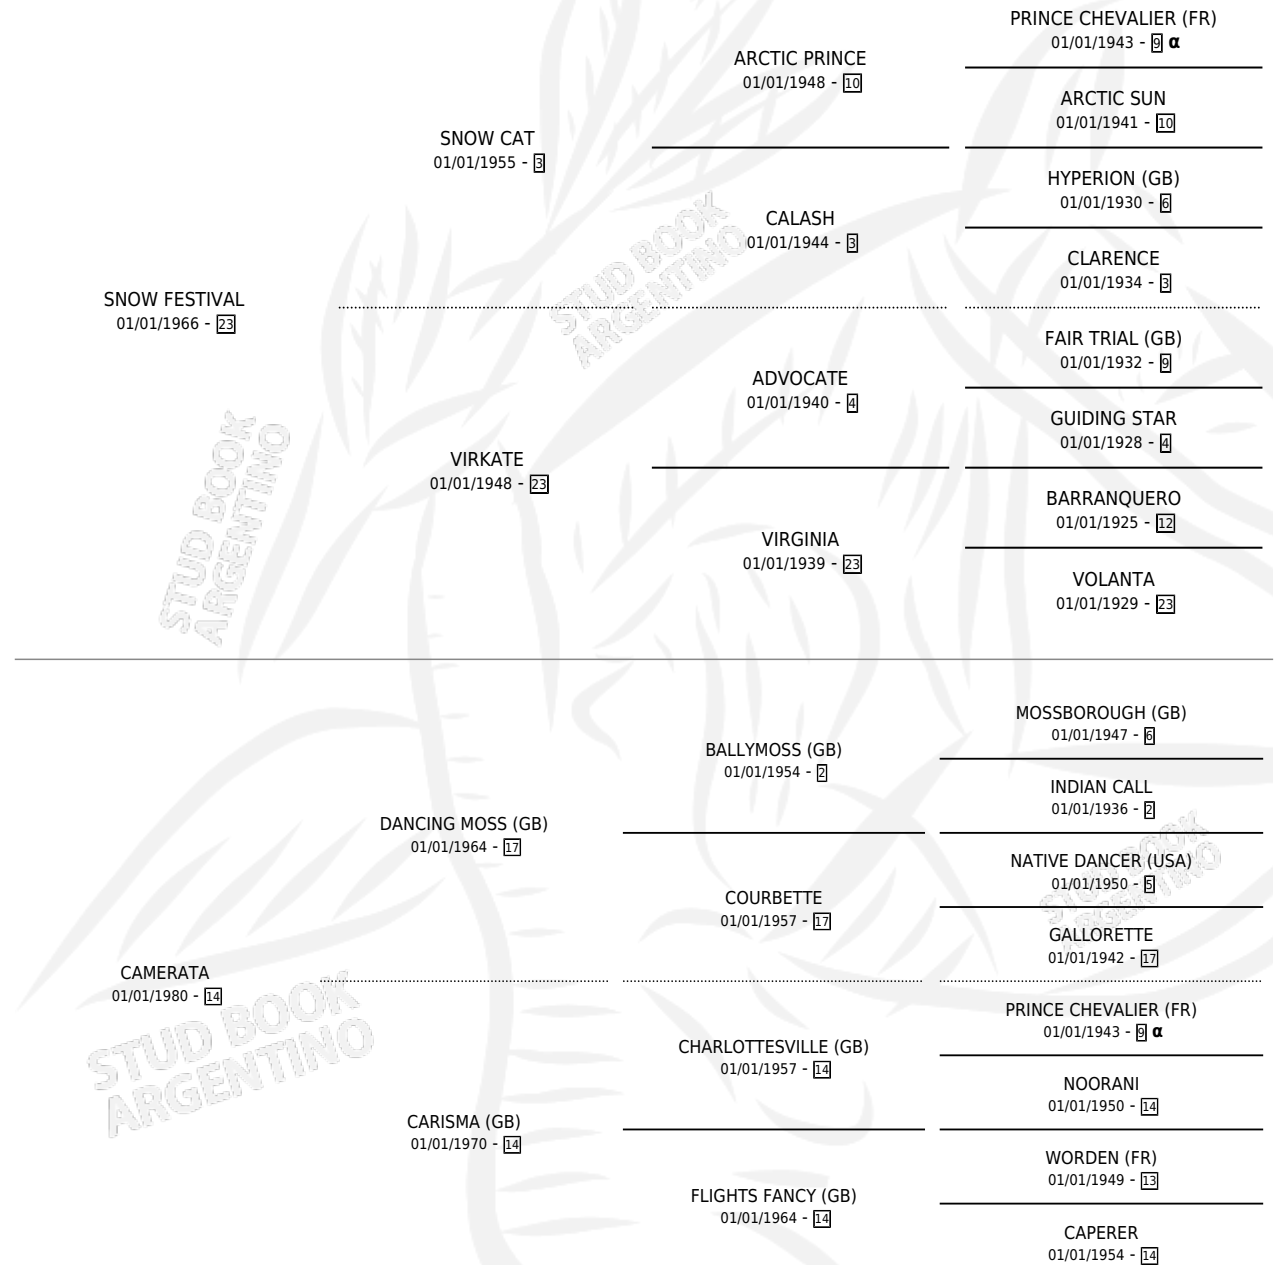 PRINCE CHEVALIER (FR)
01/01/1943 - 9 α
ARCTIC PRINCE
01/01/1948 - 10
ARCTIC SUN
01/01/1941 - 10
SNOW CAT
01/01/1955 - 3
HYPERION (GB)
01/01/1930 - 6
CALASH
01/01/1944 - 3
CLARENCE
01/01/1934 - 3
SNOW FESTIVAL
01/01/1966 - 23
FAIR TRIAL (GB)
01/01/1932 - 9
ADVOCATE
01/01/1940 - 4
GUIDING STAR
01/01/1928 - 4
VIRKATE
01/01/1948 - 23
BARRANQUERO
01/01/1925 - 12
VIRGINIA
01/01/1939 - 23
VOLANTA
01/01/1929 - 23
STUD BOOK
ARGENTINO
STUD BOOK
ARGENTINO
MOSSBOROUGH (GB)
01/01/1947 - 6
BALLYMOSS (GB)
01/01/1954 - 2
INDIAN CALL
01/01/1936 - 2
DANCING MOSS (GB)
01/01/1964 - 17
NATIVE DANCER (USA)
01/01/1950 - 5
COURBETTE
01/01/1957 - 17
GALLORETTE
01/01/1942 - 17
CAMERATA
01/01/1980 - 14
PRINCE CHEVALIER (FR)
01/01/1943 - 9 α
CHARLOTTESVILLE (GB)
01/01/1957 - 14
NOORANI
01/01/1950 - 14
CARISMA (GB)
01/01/1970 - 14
WORDEN (FR)
01/01/1949 - 13
FLIGHTS FANCY (GB)
01/01/1964 - 14
CAPERER
01/01/1954 - 14
STUD BOOK
ARGENTINO
STUD BOOK
ARGENTINO